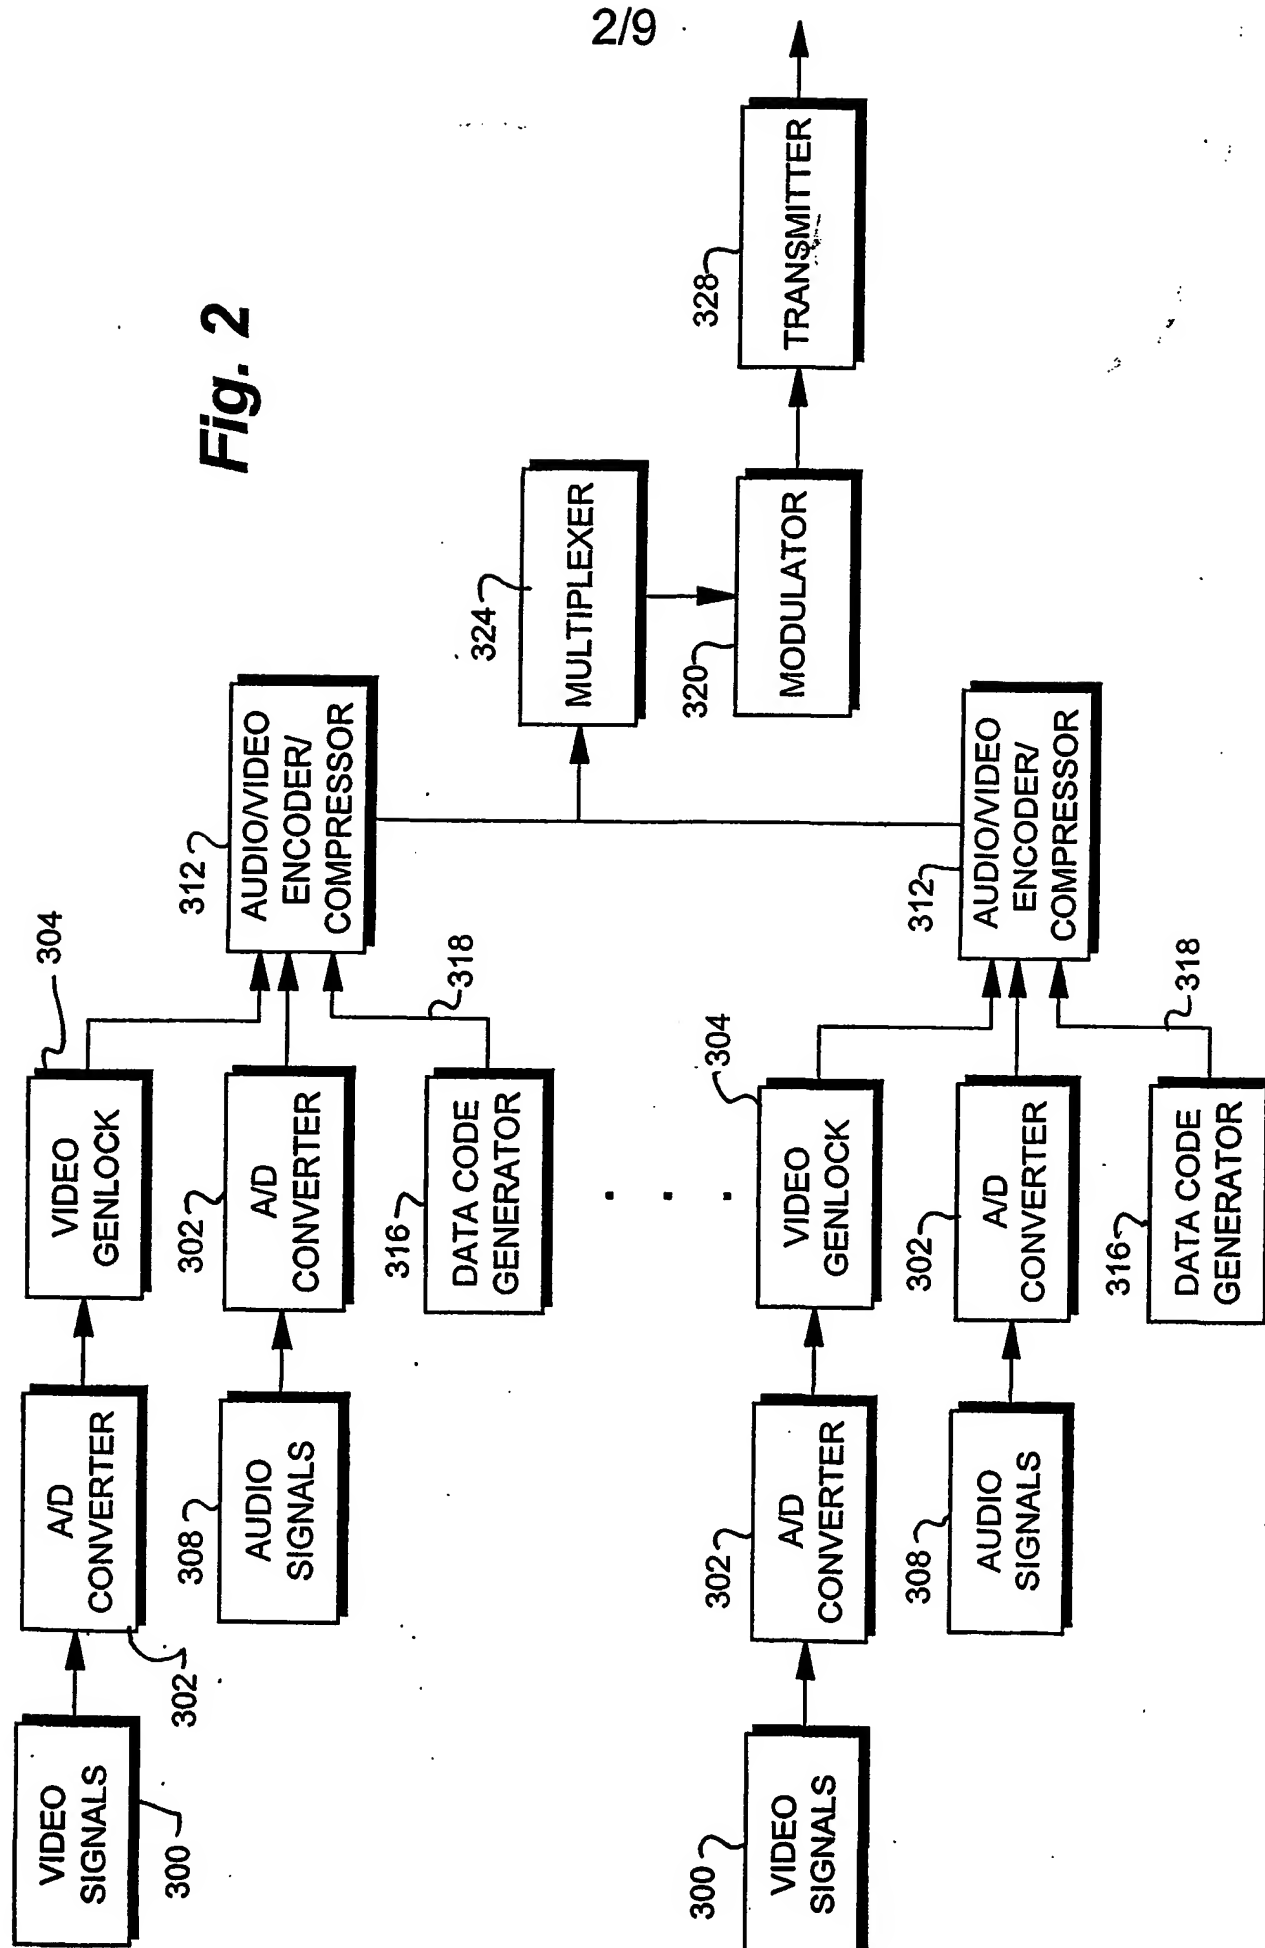 2/9
Fig. 2
VIDEO
SIGNALS
300
A/D
CONVERTER
302
VIDEO
GENLOCK
304
AUDIO
SIGNALS
308
A/D
CONVERTER
302
DATA CODE
GENERATOR
316
318
AUDIO/VIDEO
ENCODER/
COMPRESSOR
312
MULTIPLEXER
324
MODULATOR
320
TRANSMITTER
328
VIDEO
SIGNALS
300
A/D
CONVERTER
302
VIDEO
GENLOCK
304
AUDIO
SIGNALS
308
A/D
CONVERTER
302
DATA CODE
GENERATOR
316
318
AUDIO/VIDEO
ENCODER/
COMPRESSOR
312